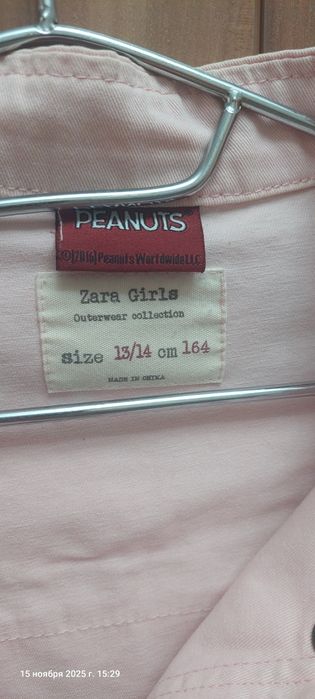 PEANUTS®
©[2016] Peanuts Worldwide LLC
Zara Girls
Outerwear collection
size 13/14 cm 164
MADE IN CHINA
15 ноября 2025 г. 15:29